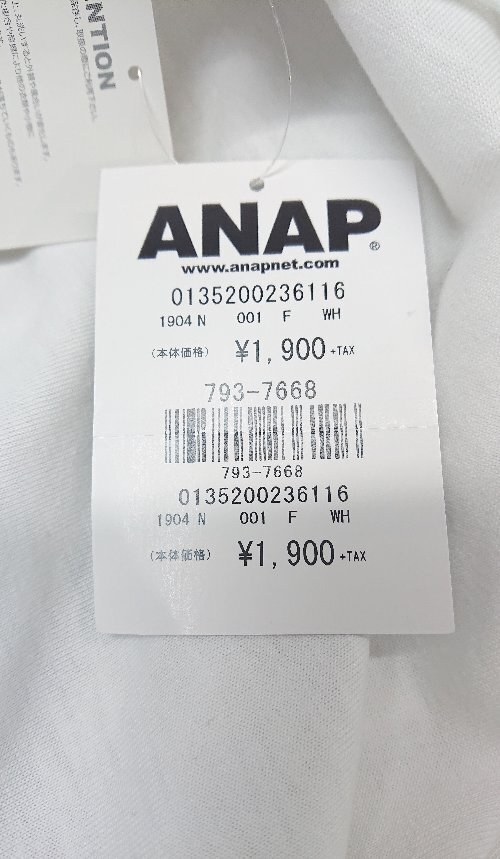 NTION
ANAP®
www.anapnet.com
0135200236116
1904 N 001 F WH
(本体価格) ¥1,900 +TAX
793-7668
793-7668
0135200236116
1904 N 001 F WH
(本体価格) ¥1,900 +TAX